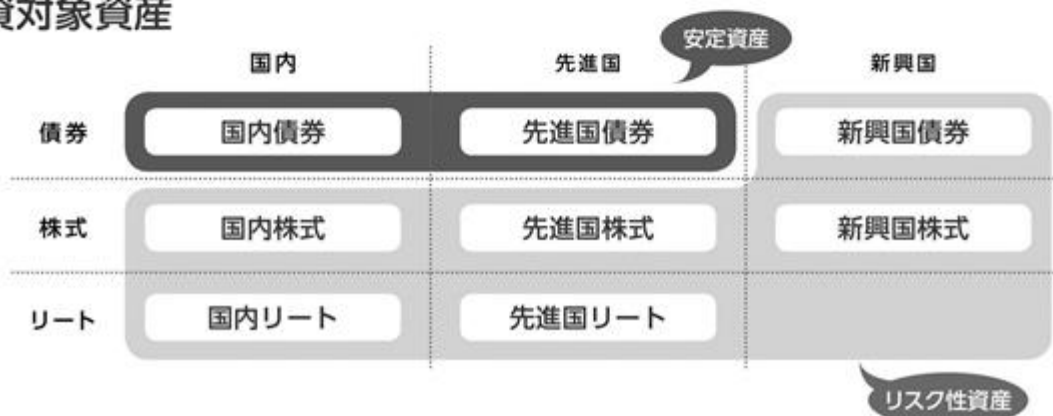 資対象資産
安定資産
国内 先進国 新興国
債券 国内債券 先進国債券 新興国債券
株式 国内株式 先進国株式 新興国株式
リート 国内リート 先進国リート
リスク性資産